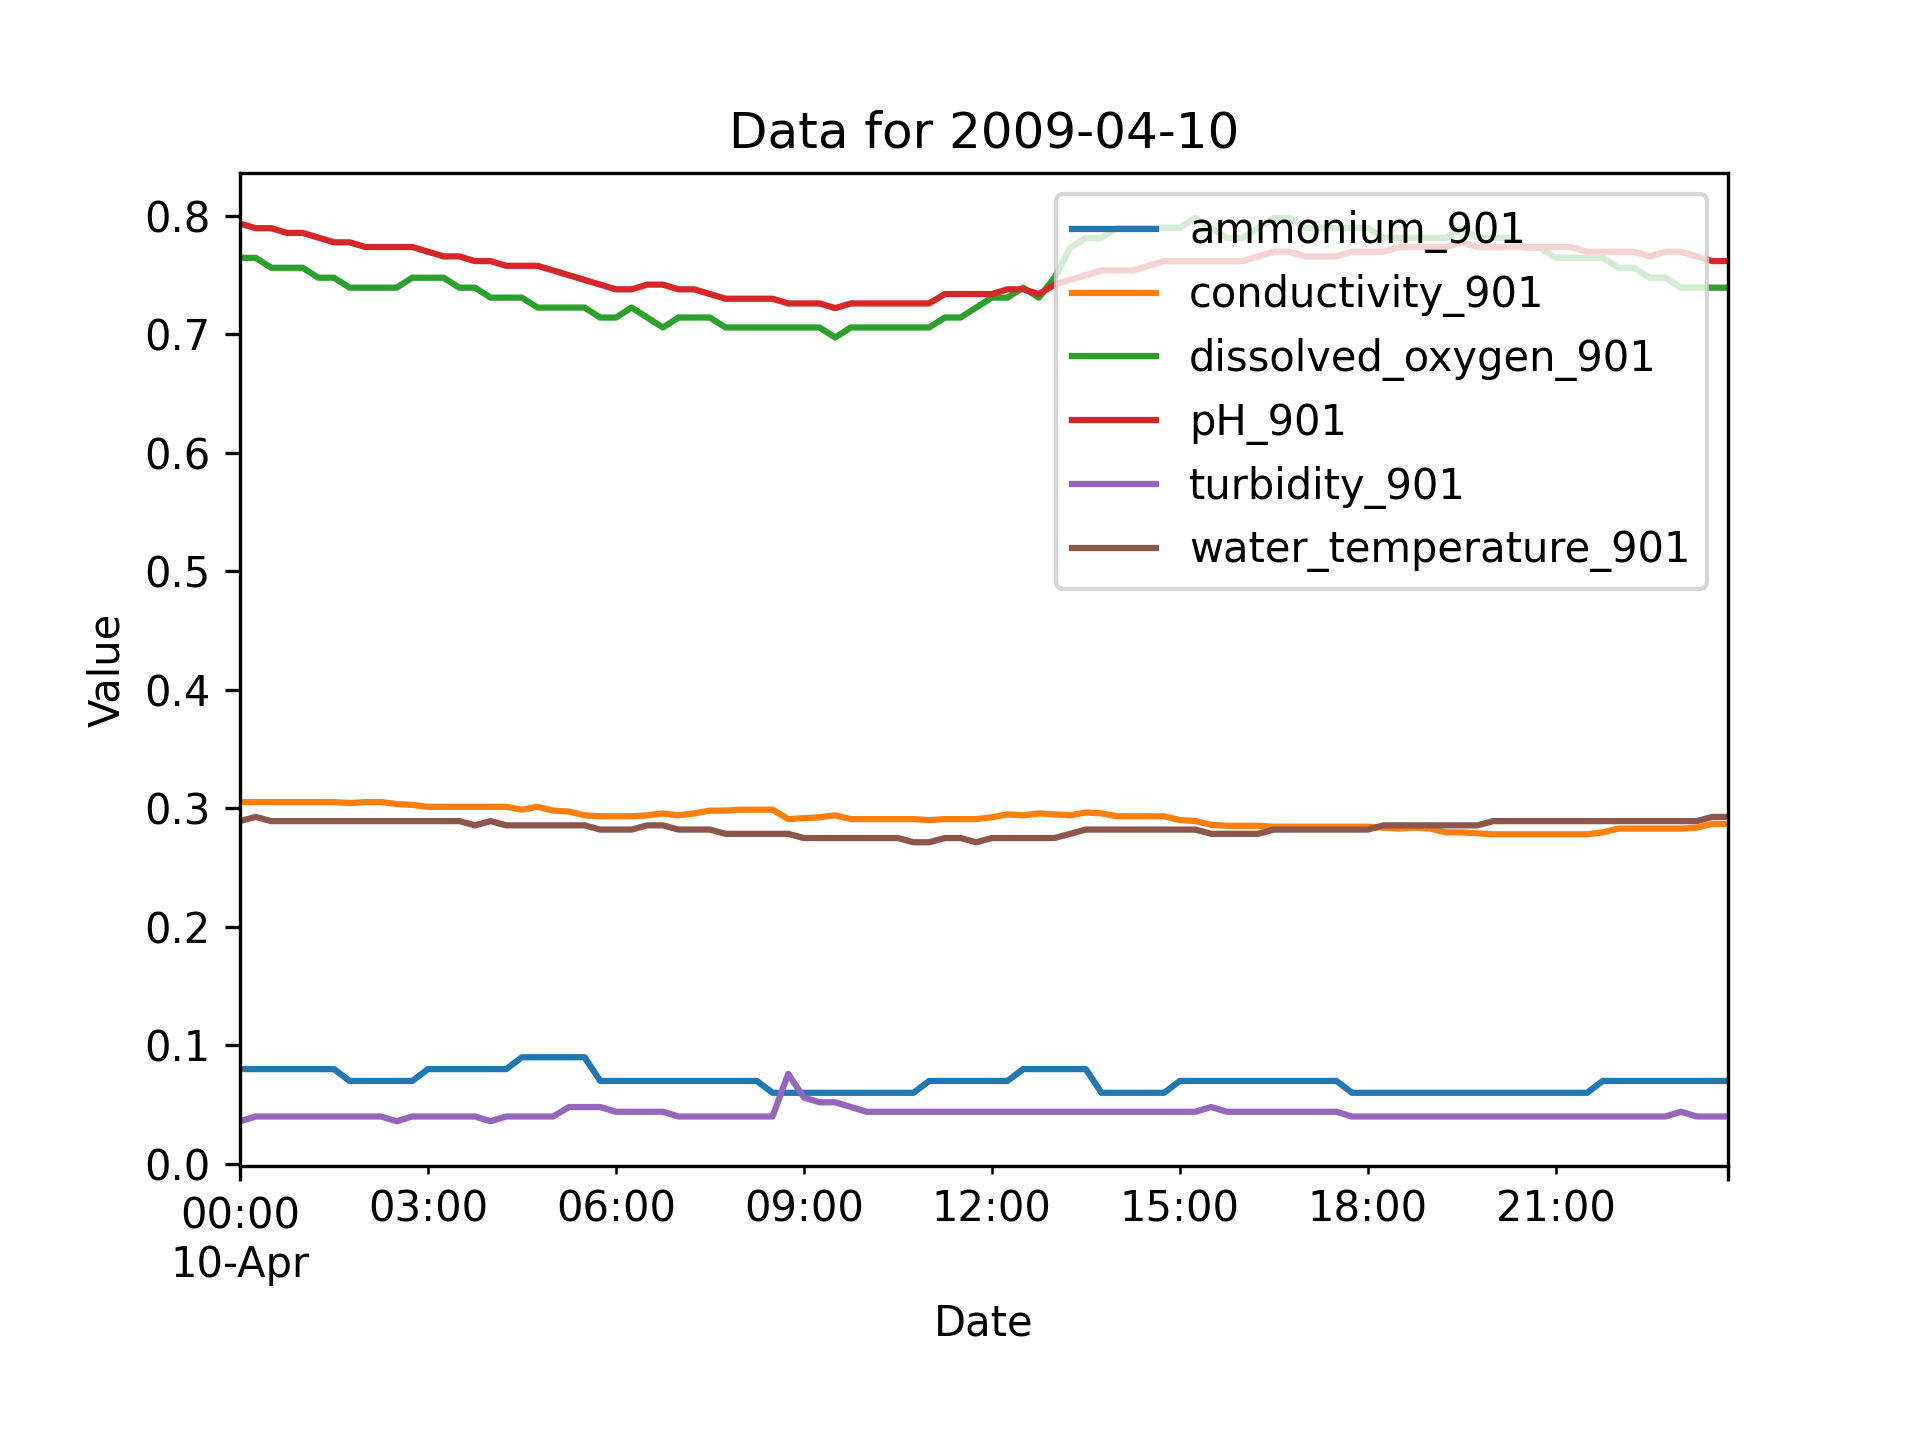 Data for 2009-04-10
0.8
0.7
0.6
0.5
0.4
0.3
0.2
0.1
0.0
Value
ammonium_901
conductivity_901
dissolved_oxygen_901
pH_901
turbidity_901
water_temperature_901
00:00 03:00 06:00 09:00 12:00 15:00 18:00 21:00
10-Apr
Date